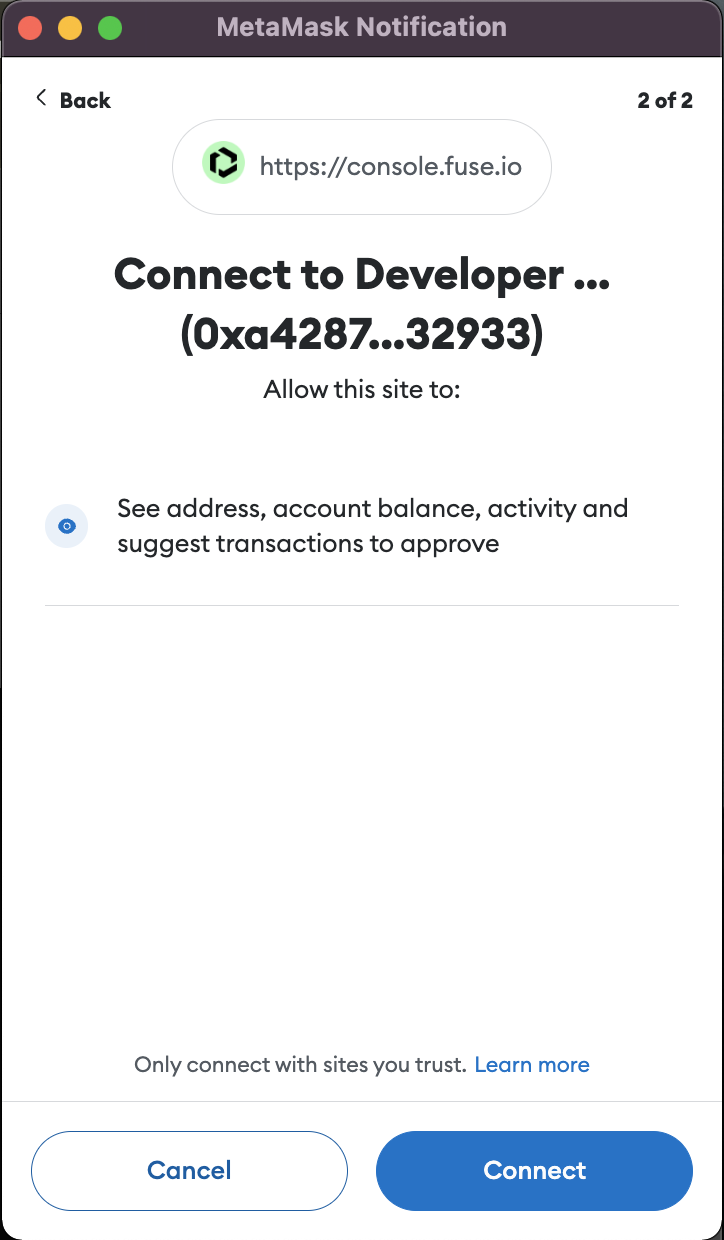 MetaMask Notification
Back
2 of 2
https://console.fuse.io
Connect to Developer ...
(0xa4287...32933)
Allow this site to:
See address, account balance, activity and
suggest transactions to approve
Only connect with sites you trust. Learn more
Cancel
Connect